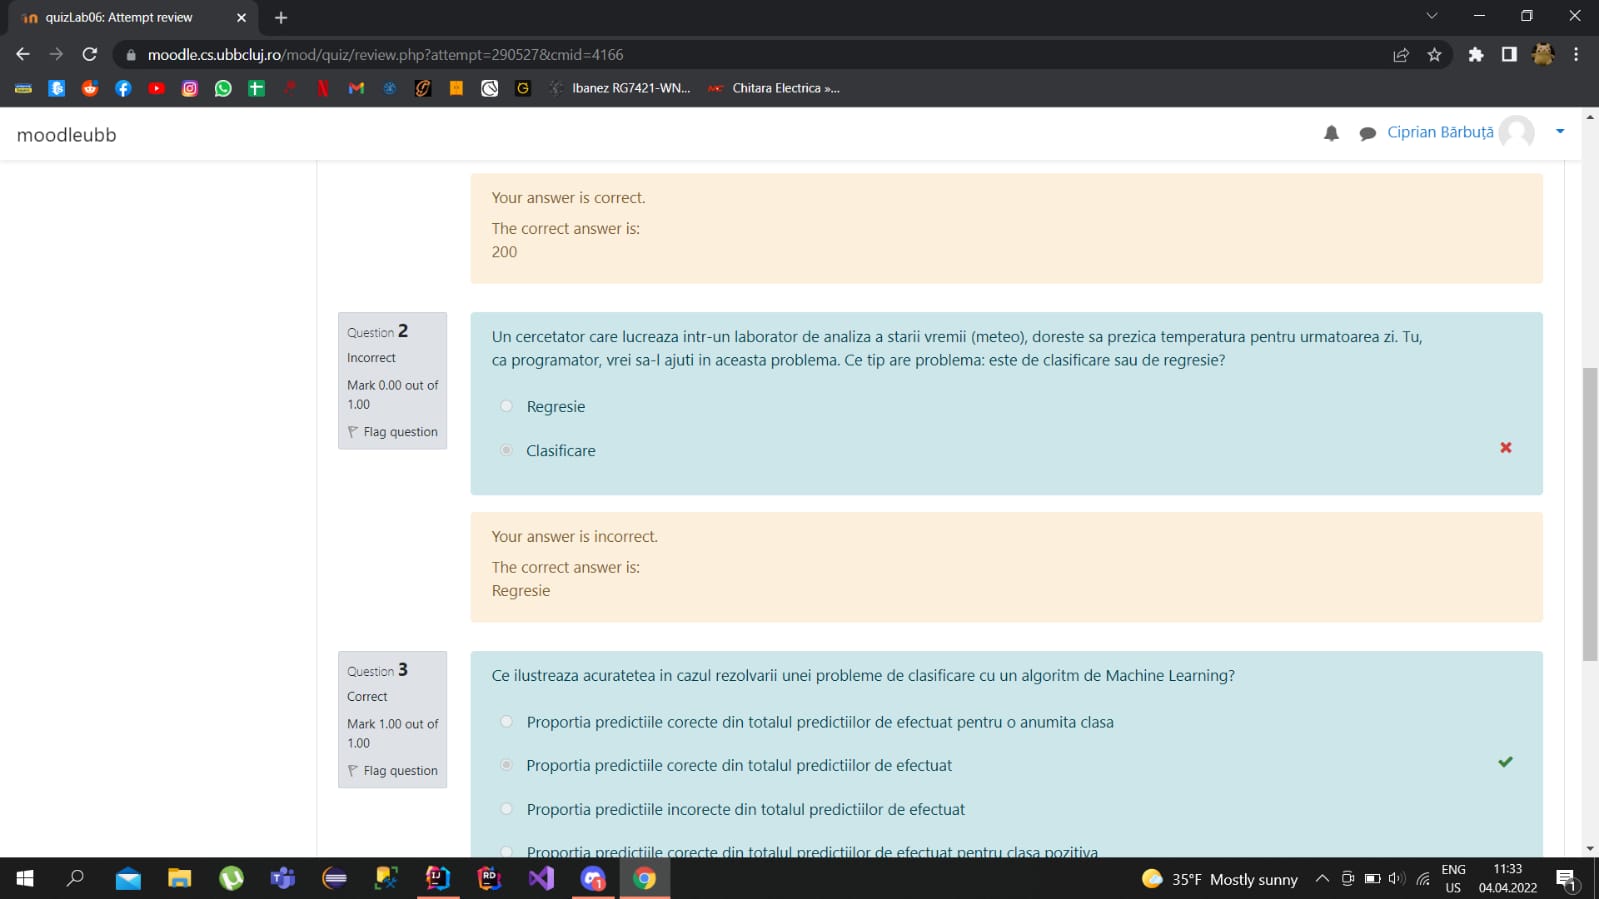 quizLab06: Attempt review
moodle.cs.ubbcluj.ro/mod/quiz/review.php?attempt=290527&cmid=4166
Ibanez RG7421-WN...
Chitara Electrica »...
moodleubb
Ciprian Bărbuță
Your answer is correct.
The correct answer is:
200
Question 2
Incorrect
Mark 0.00 out of
1.00
Flag question
Un cercetator care lucreaza intr-un laborator de analiza a starii vremii (meteo), doreste sa prezica temperatura pentru urmatoarea zi. Tu,
ca programator, vrei sa-l ajuti in aceasta problema. Ce tip are problema: este de clasificare sau de regresie?
Regresie
Clasificare
Your answer is incorrect.
The correct answer is:
Regresie
Question 3
Correct
Mark 1.00 out of
1.00
Flag question
Ce ilustreaza acuratetea in cazul rezolvarii unei probleme de clasificare cu un algoritm de Machine Learning?
Proportia predictiile corecte din totalul predictiilor de efectuat pentru o anumita clasa
Proportia predictiile corecte din totalul predictiilor de efectuat
Proportia predictiile incorecte din totalul predictiilor de efectuat
Proportia predictiile corecte din totalul predictiilor de efectuat pentru clasa pozitiva
35°F Mostly sunny
ENG
US
11:33
04.04.2022
1